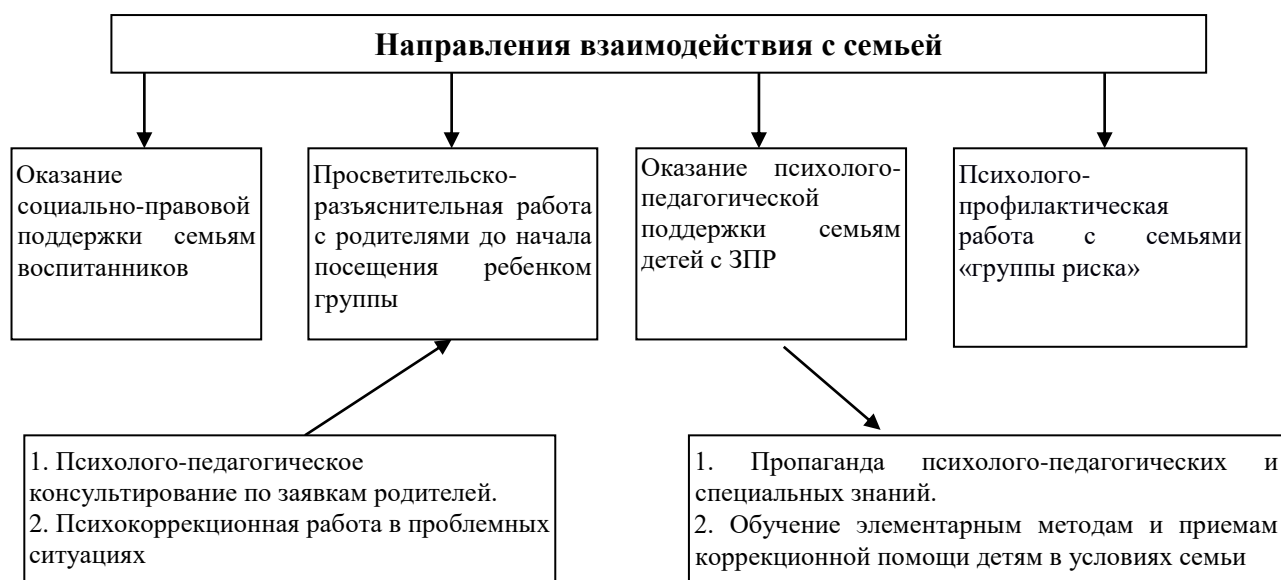 Направления взаимодействия с семьей
Оказание
социально-правовой
поддержки семьям
воспитанников
Просветительско-
разъяснительная работа
с родителями до начала
посещения ребенком
группы
Оказание психолого-
педагогической
поддержки семьям
детей с ЗПР
Психолого-
профилактическая
работа с семьями
«группы риска»
1. Психолого-педагогическое
консультирование по заявкам родителей.
2. Психокоррекционная работа в проблемных
ситуациях
1. Пропаганда психолого-педагогических и
специальных знаний.
2. Обучение элементарным методам и приемам
коррекционной помощи детям в условиях семьи